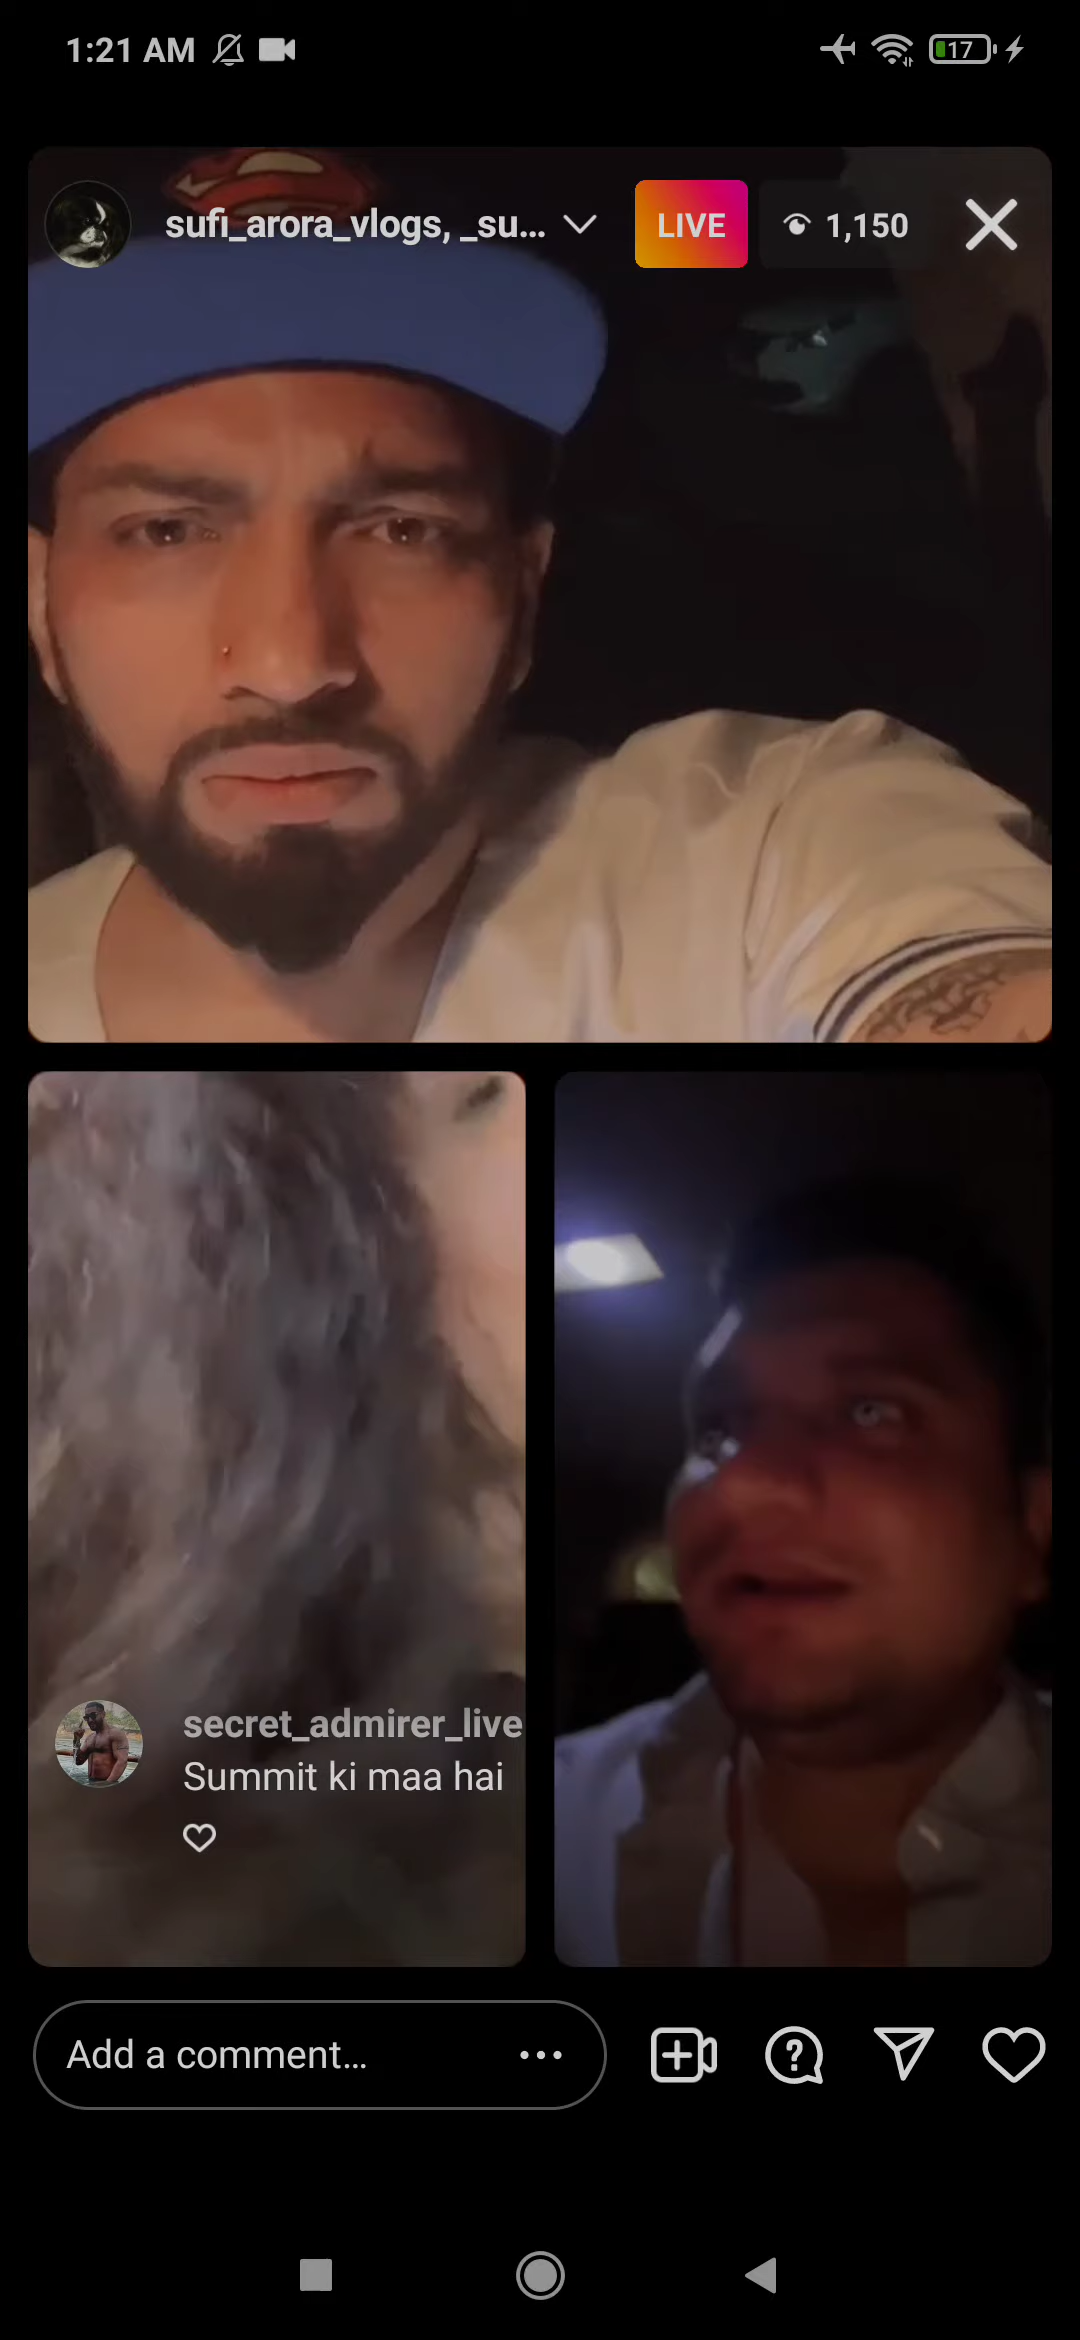 1:21 AM
17
sufi_arora_vlogs, _su...
LIVE
1,150
secret_admirer_live
Summit ki maa hai
Add a comment...